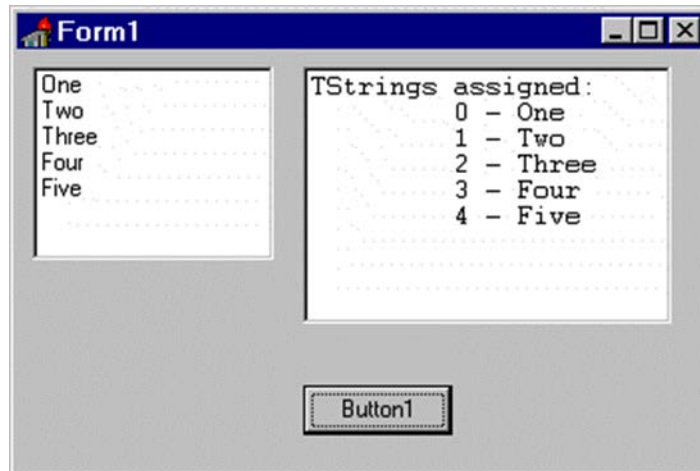 Form1
One
Two
Three
Four
Five
TStrings assigned:
0 – One
1 – Two
2 – Three
3 – Four
4 – Five
Button1